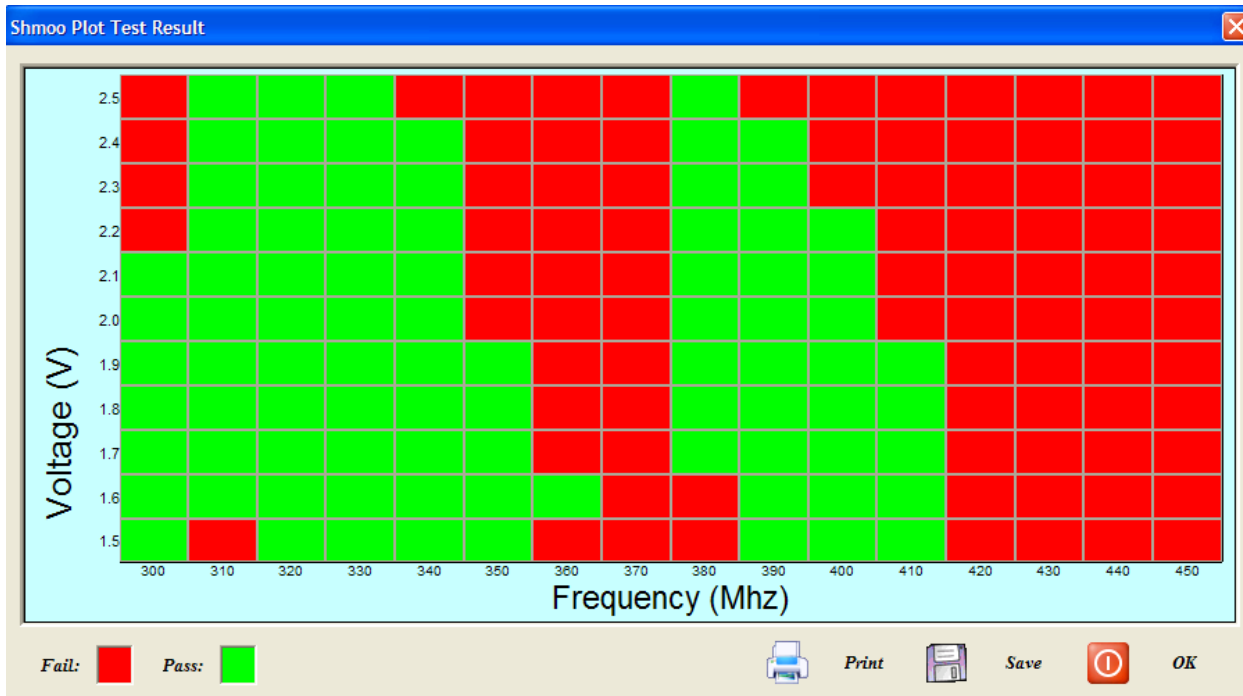 Shmoo Plot Test Result
2.5
2.4
2.3
2.2
2.1
2.0
1.9
1.8
1.7
1.6
1.5
Voltage (V)
300 310 320 330 340 350 360 370 380 390 400 410 420 430 440 450
Frequency (Mhz)
Fail: Pass: Print Save OK